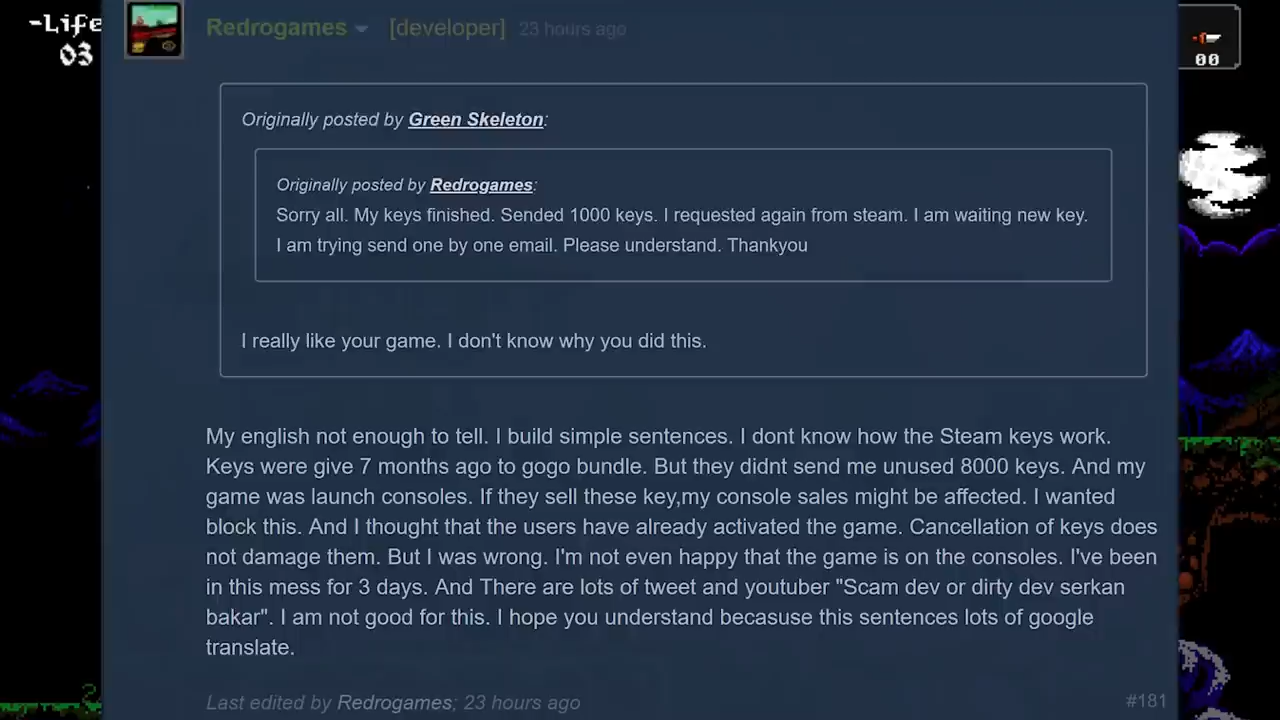 -Life
03
00
Redrogames [developer] 23 hours ago
Originally posted by Green Skeleton:
Originally posted by Redrogames:
Sorry all. My keys finished. Sended 1000 keys. I requested again from steam. I am waiting new key.
I am trying send one by one email. Please understand. Thankyou
I really like your game. I don't know why you did this.
My english not enough to tell. I build simple sentences. I dont know how the Steam keys work.
Keys were give 7 months ago to gogo bundle. But they didnt send me unused 8000 keys. And my
game was launch consoles. If they sell these key,my console sales might be affected. I wanted
block this. And I thought that the users have already activated the game. Cancellation of keys does
not damage them. But I was wrong. I'm not even happy that the game is on the consoles. I've been
in this mess for 3 days. And There are lots of tweet and youtuber "Scam dev or dirty dev serkan
bakar". I am not good for this. I hope you understand becasuse this sentences lots of google
translate.
Last edited by Redrogames; 23 hours ago
#181